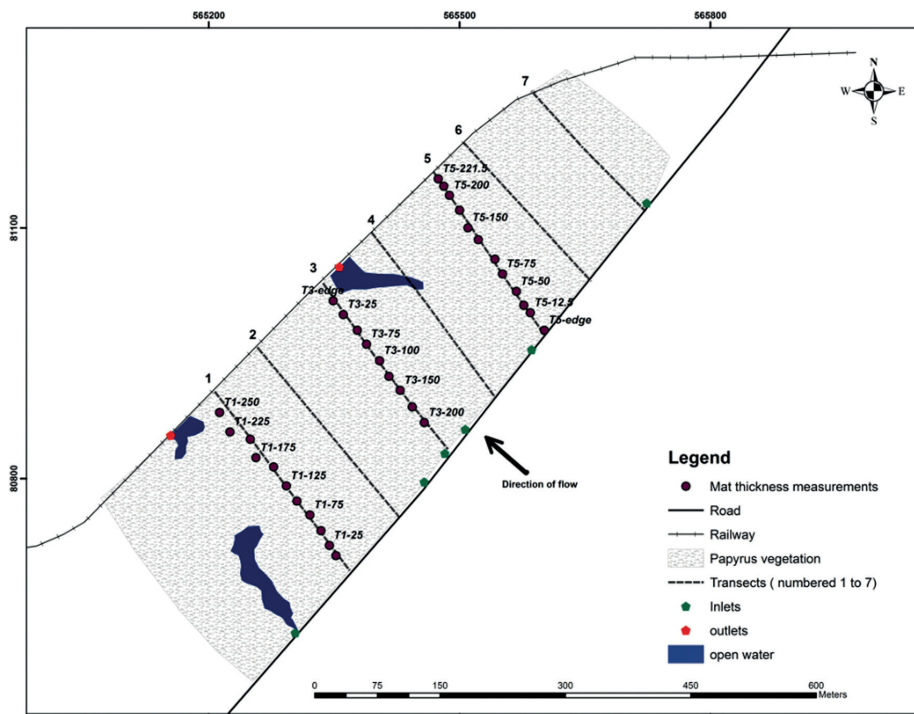 565200 565500 565800
N
W E
S
7
6
5
T5-221.5
T5-200
81100
4
T5-150
3
T5-75
T3-edge
T5-50
T3-25
T5-12.5
T5-edge
2
T3-75
T3-100
1
T3-150
T1-250
T3-200
T1-225
T1-175
80800
T1-125
Direction of flow
T1-75
T1-25
Legend
Mat thickness measurements
Road
Railway
Papyrus vegetation
Transects ( numbered 1 to 7)
Inlets
outlets
open water
0 75 150 300 450 600
Meters